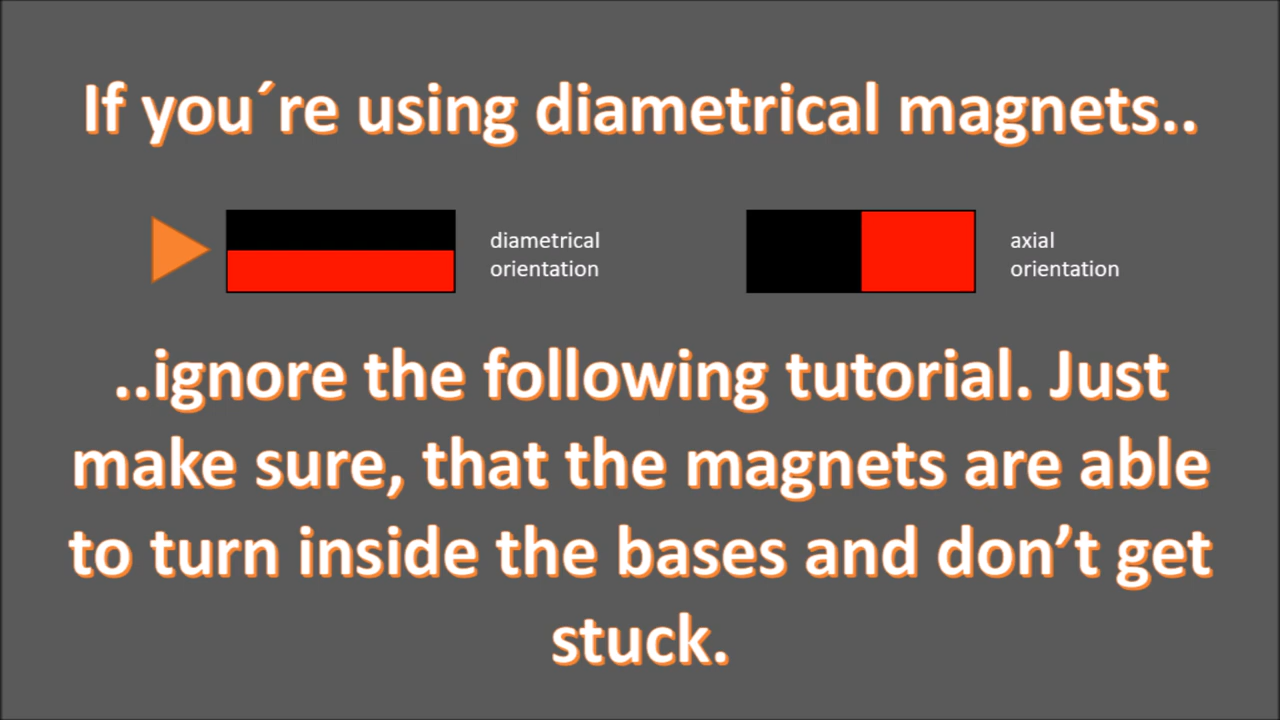 If you´re using diametrical magnets..
diametrical
orientation
axial
orientation
..ignore the following tutorial. Just
make sure, that the magnets are able
to turn inside the bases and don’t get
stuck.